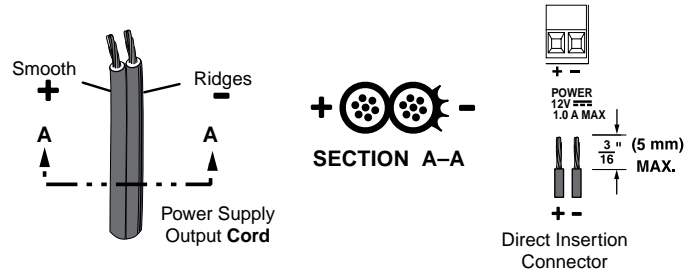 Smooth
+
Ridges
-
A
A
Power Supply
Output Cord
+ -
SECTION A–A
+ -
POWER
12V
1.0 A MAX
3/16 " (5 mm)
MAX.
+ -
Direct Insertion
Connector